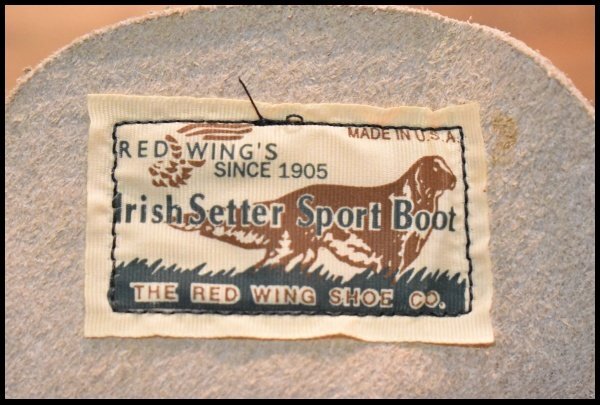 MADE IN U.S.A.
RED WING'S
SINCE 1905
Irish Setter Sport Boot
THE RED WING SHOE CO.